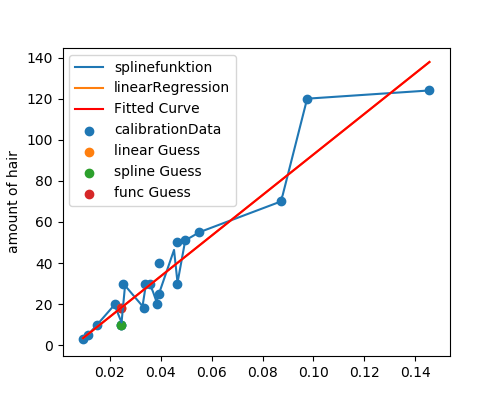 splinefunktion
linearRegression
Fitted Curve
calibrationData
linear Guess
spline Guess
func Guess
amount of hair
140
120
100
80
60
40
20
0
0.02 0.04 0.06 0.08 0.10 0.12 0.14